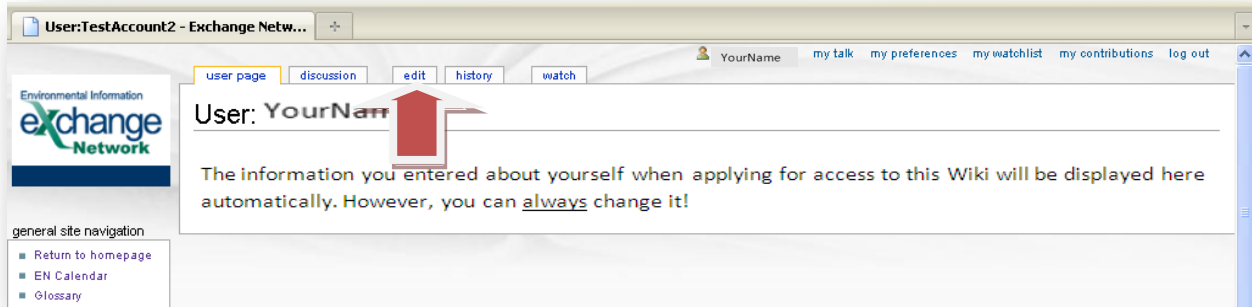 User:TestAccount2 - Exchange Netw...
YourName my talk my preferences my watchlist my contributions log out
user page discussion edit history watch
Environmental Information
exchange
Network
User: YourNam
The information you entered about yourself when applying for access to this Wiki will be displayed here
automatically. However, you can always change it!
general site navigation
Return to homepage
EN Calendar
Glossary